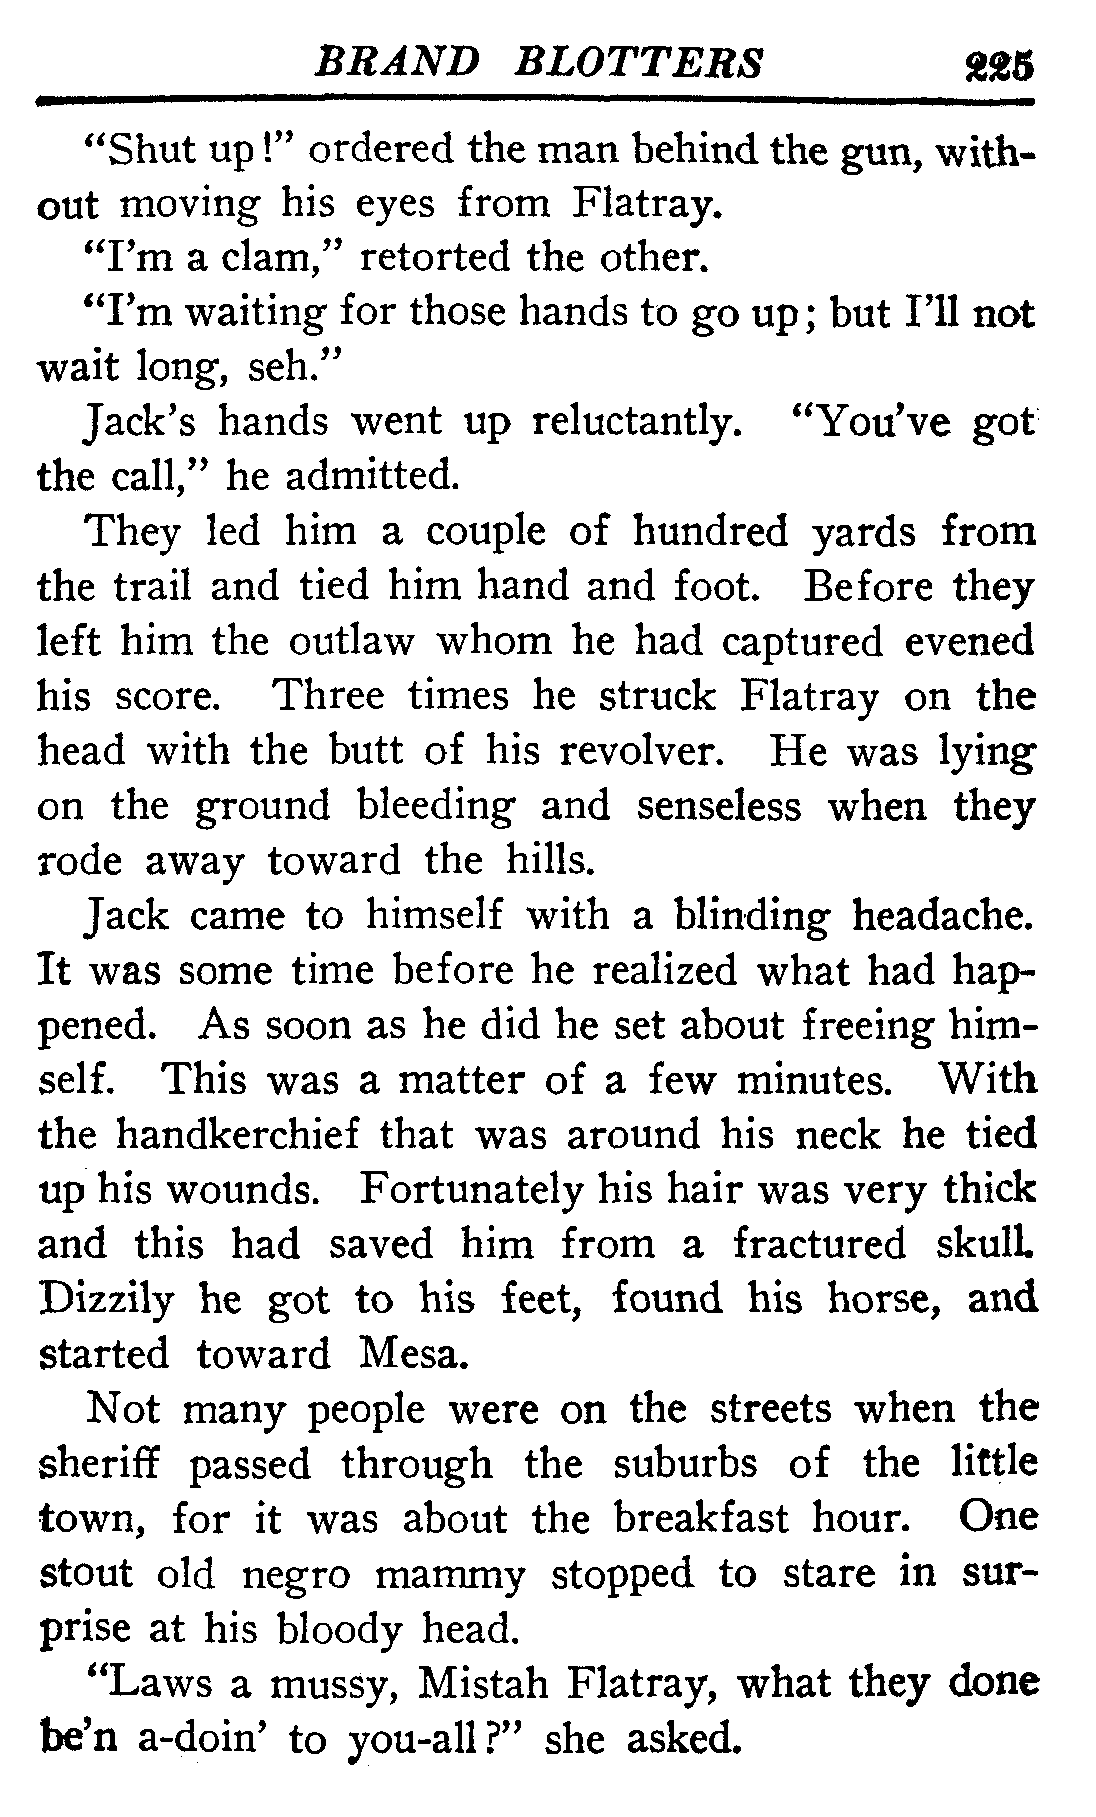 BRAND BLOTTERS 225
"Shut up!" ordered the man behind the gun, with-
out moving his eyes from Flatray.
"I'm a clam," retorted the other.
"I'm waiting for those hands to go up; but I'll not
wait long, seh."
Jack's hands went up reluctantly. "You've got
the call," he admitted.
They led him a couple of hundred yards from
the trail and tied him hand and foot. Before they
left him the outlaw whom he had captured evened
his score. Three times he struck Flatray on the
head with the butt of his revolver. He was lying
on the ground bleeding and senseless when they
rode away toward the hills.
Jack came to himself with a blinding headache.
It was some time before he realized what had hap-
pened. As soon as he did he set about freeing him-
self. This was a matter of a few minutes. With
the handkerchief that was around his neck he tied
up his wounds. Fortunately his hair was very thick
and this had saved him from a fractured skull.
Dizzily he got to his feet, found his horse, and
started toward Mesa.
Not many people were on the streets when the
sheriff passed through the suburbs of the little
town, for it was about the breakfast hour. One
stout old negro mammy stopped to stare in sur-
prise at his bloody head.
"Laws a mussy, Mistah Flatray, what they done
be'n a-doin' to you-all?" she asked.